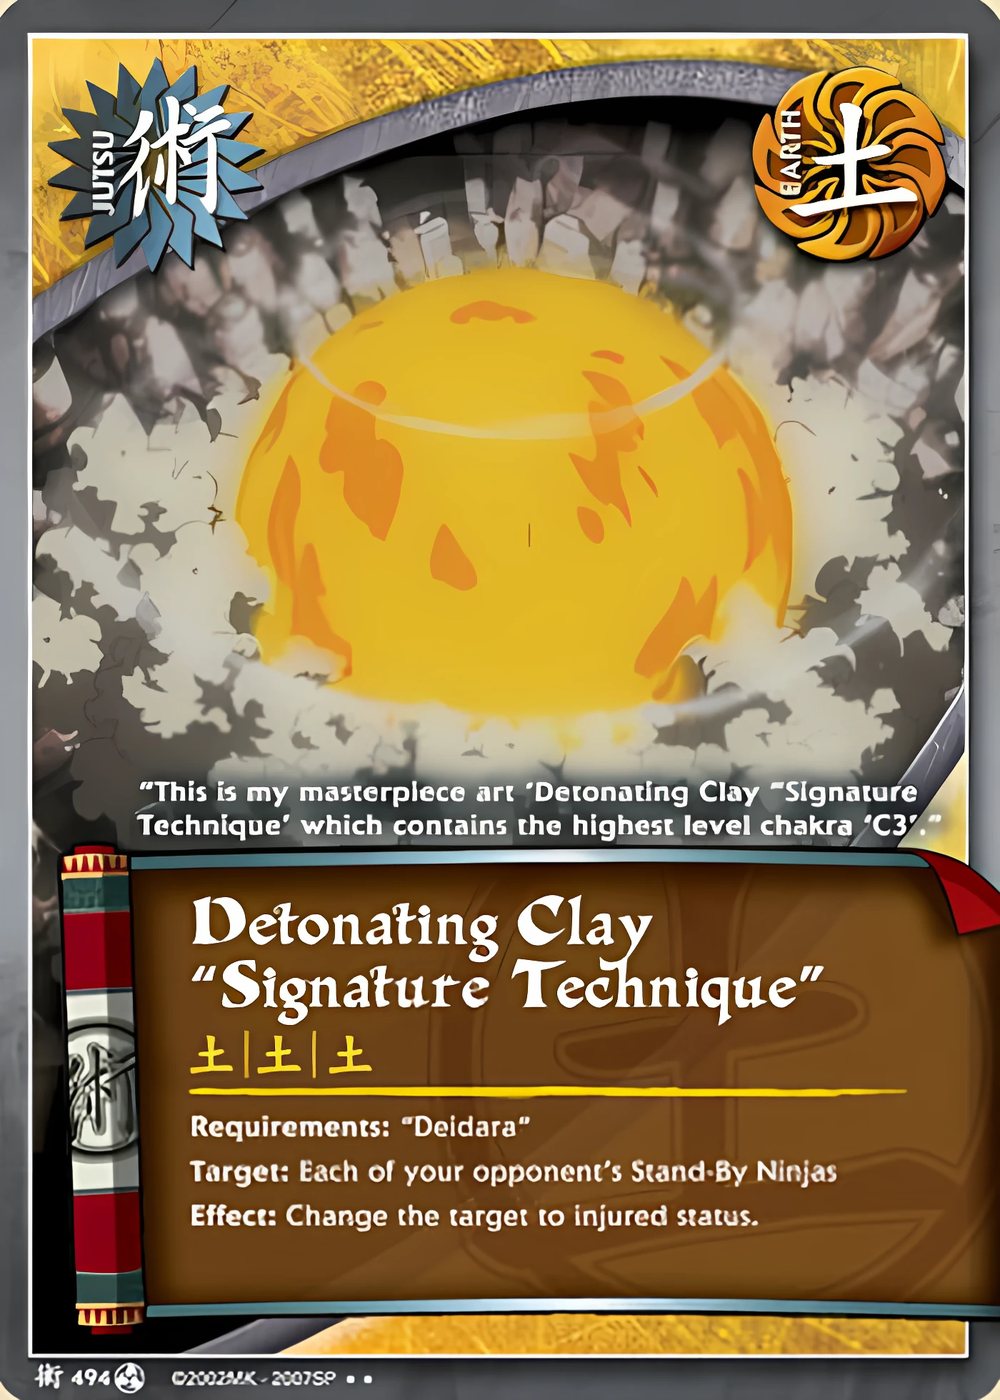 JUTSU
術
EARTH
土
"This is my masterpiece art 'Detonating Clay "Signature
Technique' which contains the highest level chakra 'C3'."
Detonating Clay
"Signature Technique"
土|土|土
術
Requirements: "Deidara"
Target: Each of your opponent's Stand-By Ninjas
Effect: Change the target to injured status.
術 494 ©2002MK - 2007SP